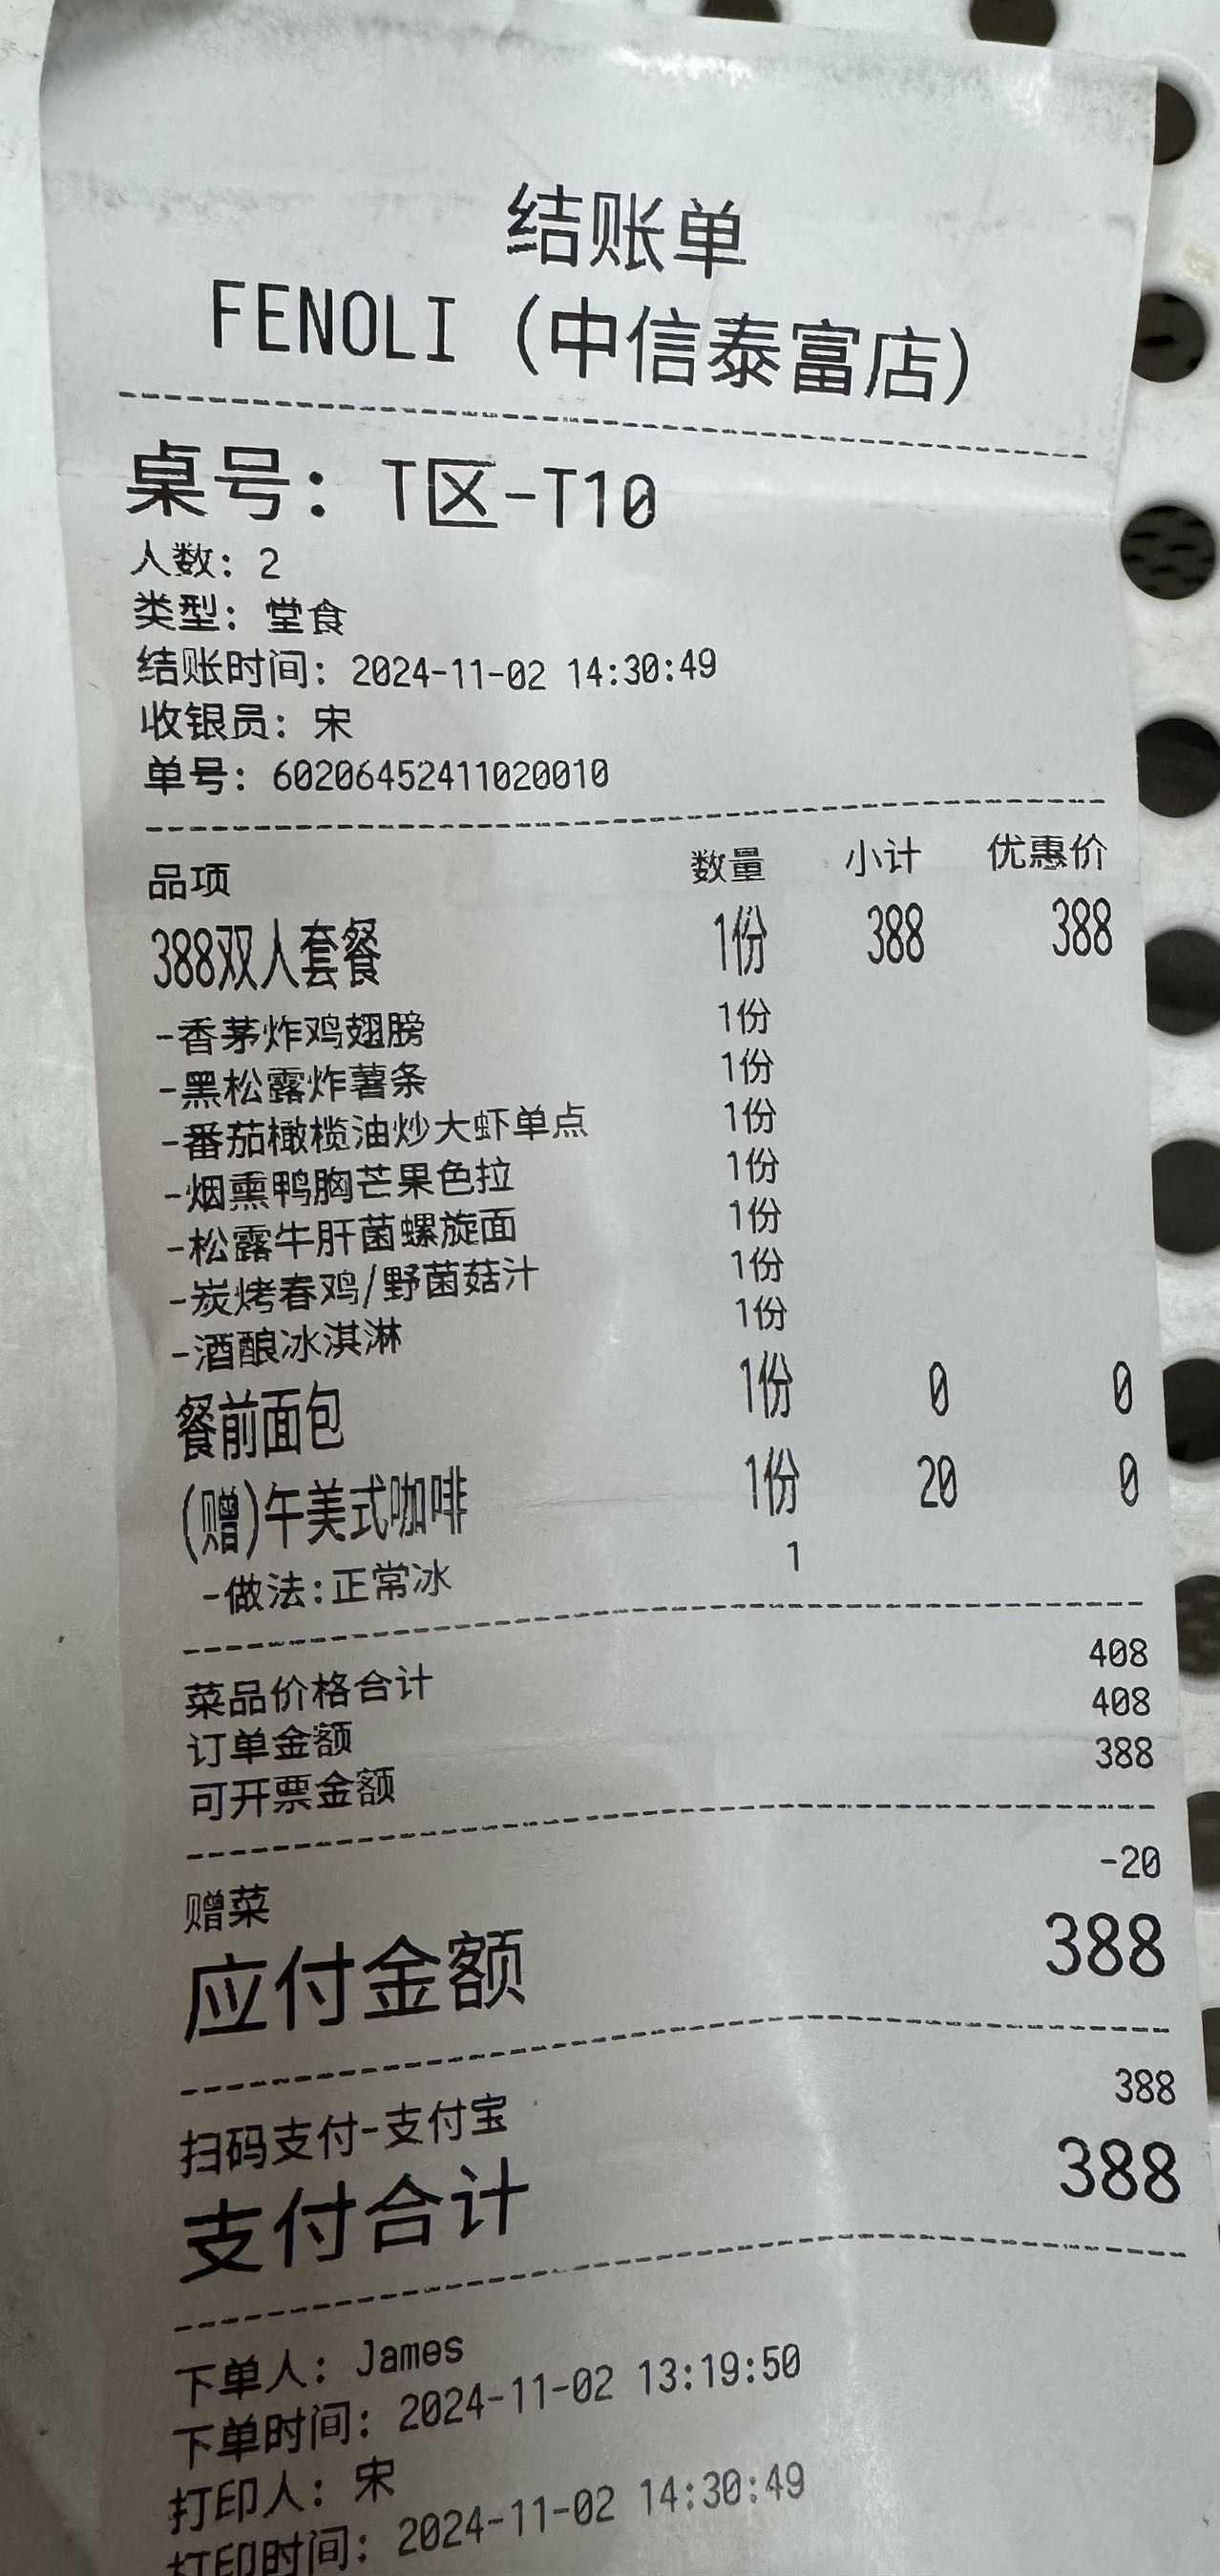 结账单
FENOLI (中信泰富店)
桌号: T区-T10
人数: 2
类型: 堂食
结账时间: 2024-11-02 14:30:49
收银员: 宋
单号: 60206452411020010
品项 数量 小计 优惠价
388双人套餐 1份 388 388
-香茅炸鸡翅膀 1份
-黑松露炸薯条 1份
-番茄橄榄油炒大虾单点 1份
-烟熏鸭胸芒果色拉 1份
-松露牛肝菌螺旋面 1份
-炭烤春鸡/野菌菇汁 1份
-酒酿冰淇淋 1份
餐前面包 1份 0 0
(赠)午美式咖啡 1份 20 0
-做法:正常冰 1
菜品价格合计 408
订单金额 408
可开票金额 388
赠菜 -20
应付金额 388
扫码支付-支付宝 388
支付合计 388
下单人: James
下单时间: 2024-11-02 13:19:50
打印人: 宋
打印时间: 2024-11-02 14:30:49